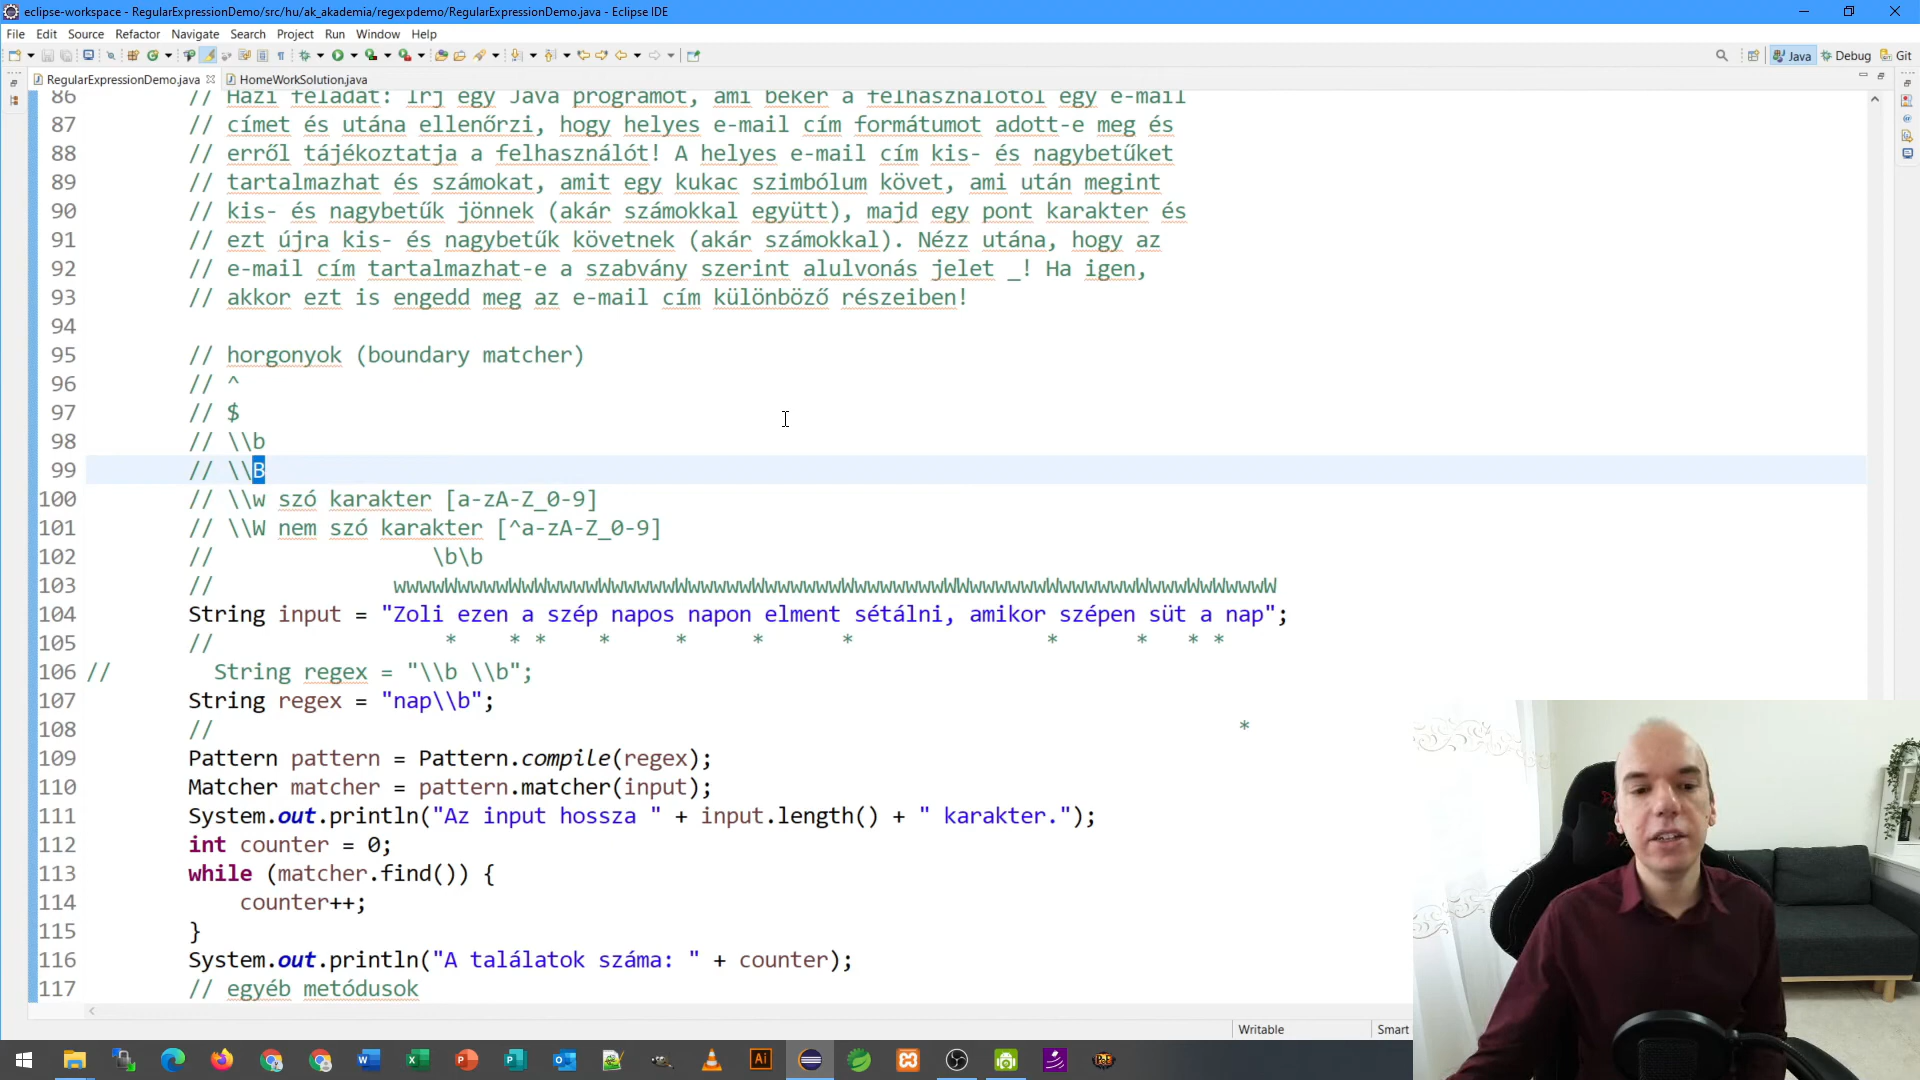 eclipse-workspace - RegularExpressionDemo/src/hu/ak_akademia/regexpdemo/RegularExpressionDemo.java - Eclipse IDE
File Edit Source Refactor Navigate Search Project Run Window Help
Java Debug Git
RegularExpressionDemo.java HomeWorkSolution.java
86 // Házi feladat: Írj egy Java programot, ami bekér a felhasználótól egy e-mail
87 // címet és utána ellenőrzi, hogy helyes e-mail cím formátumot adott-e meg és
88 // erről tájékoztatja a felhasználót! A helyes e-mail cím kis- és nagybetűket
89 // tartalmazhat és számokat, amit egy kukac szimbólum követ, ami után megint
90 // kis- és nagybetűk jönnek (akár számokkal együtt), majd egy pont karakter és
91 // ezt újra kis- és nagybetűk követnek (akár számokkal). Nézz utána, hogy az
92 // e-mail cím tartalmazhat-e a szabvány szerint alulvonás jelet _! Ha igen,
93 // akkor ezt is engedd meg az e-mail cím különböző részeiben!
94
95 // horgonyok (boundary matcher)
96 // ^
97 // $
98 // \\b
99 // \\B
100 // \\w szó karakter [a-zA-Z_0-9]
101 // \\W nem szó karakter [^a-zA-Z_0-9]
102 // \b\b
103 // wwwwWwwwwWwWwwwwWwwwwwWwwwwwWwwwwwwWwwwwwwwWWwwwwwwWwwwwwwWwwwWwWwwwW
104 String input = "Zoli ezen a szép napos napon elment sétálni, amikor szépen süt a nap";
105 // * * * * * * * * * * *
106 // String regex = "\\b \\b";
107 String regex = "nap\\b";
108 // *
109 Pattern pattern = Pattern.compile(regex);
110 Matcher matcher = pattern.matcher(input);
111 System.out.println("Az input hossza " + input.length() + " karakter.");
112 int counter = 0;
113 while (matcher.find()) {
114 counter++;
115 }
116 System.out.println("A találatok száma: " + counter);
117 // egyéb metódusok
Writable Smart